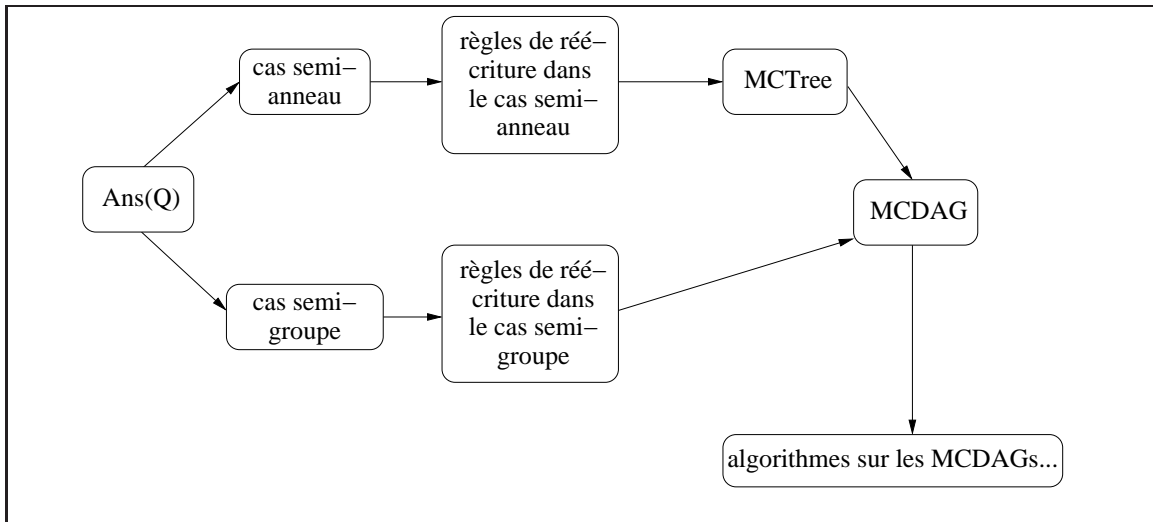 règles de réé–
criture dans
le cas semi–
anneau
cas semi–
anneau
MCTree
Ans(Q)
MCDAG
cas semi–
groupe
règles de réé–
criture dans
le cas semi–
groupe
algorithmes sur les MCDAGs...